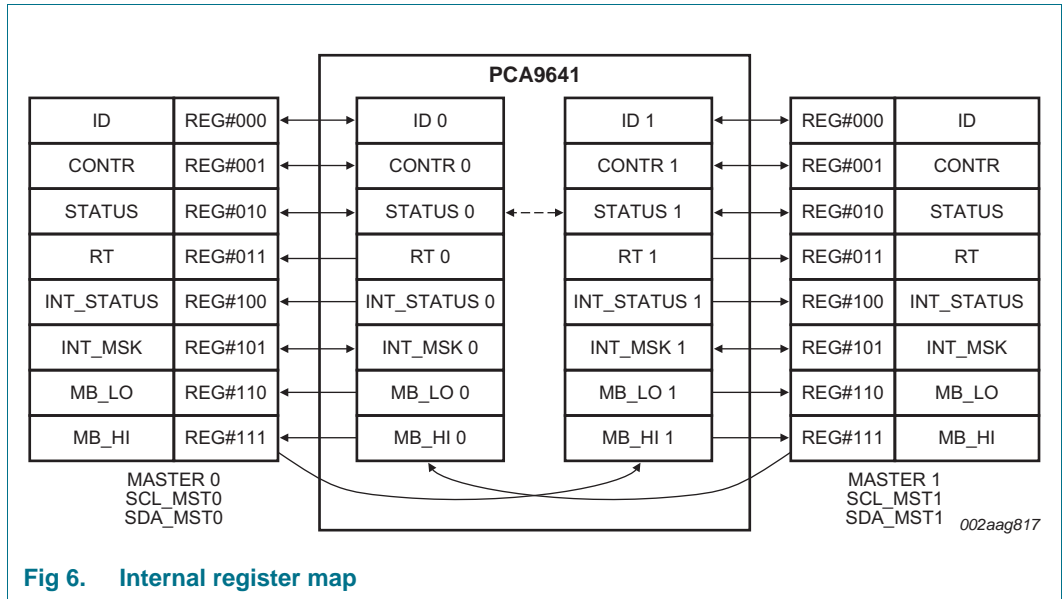 PCA9641
ID REG#000 ID 0 ID 1 REG#000 ID
CONTR REG#001 CONTR 0 CONTR 1 REG#001 CONTR
STATUS REG#010 STATUS 0 STATUS 1 REG#010 STATUS
RT REG#011 RT 0 RT 1 REG#011 RT
INT_STATUS REG#100 INT_STATUS 0 INT_STATUS 1 REG#100 INT_STATUS
INT_MSK REG#101 INT_MSK 0 INT_MSK 1 REG#101 INT_MSK
MB_LO REG#110 MB_LO 0 MB_LO 1 REG#110 MB_LO
MB_HI REG#111 MB_HI 0 MB_HI 1 REG#111 MB_HI
MASTER 0
SCL_MST0
SDA_MST0
MASTER 1
SCL_MST1
SDA_MST1
002aag817
Fig 6. Internal register map